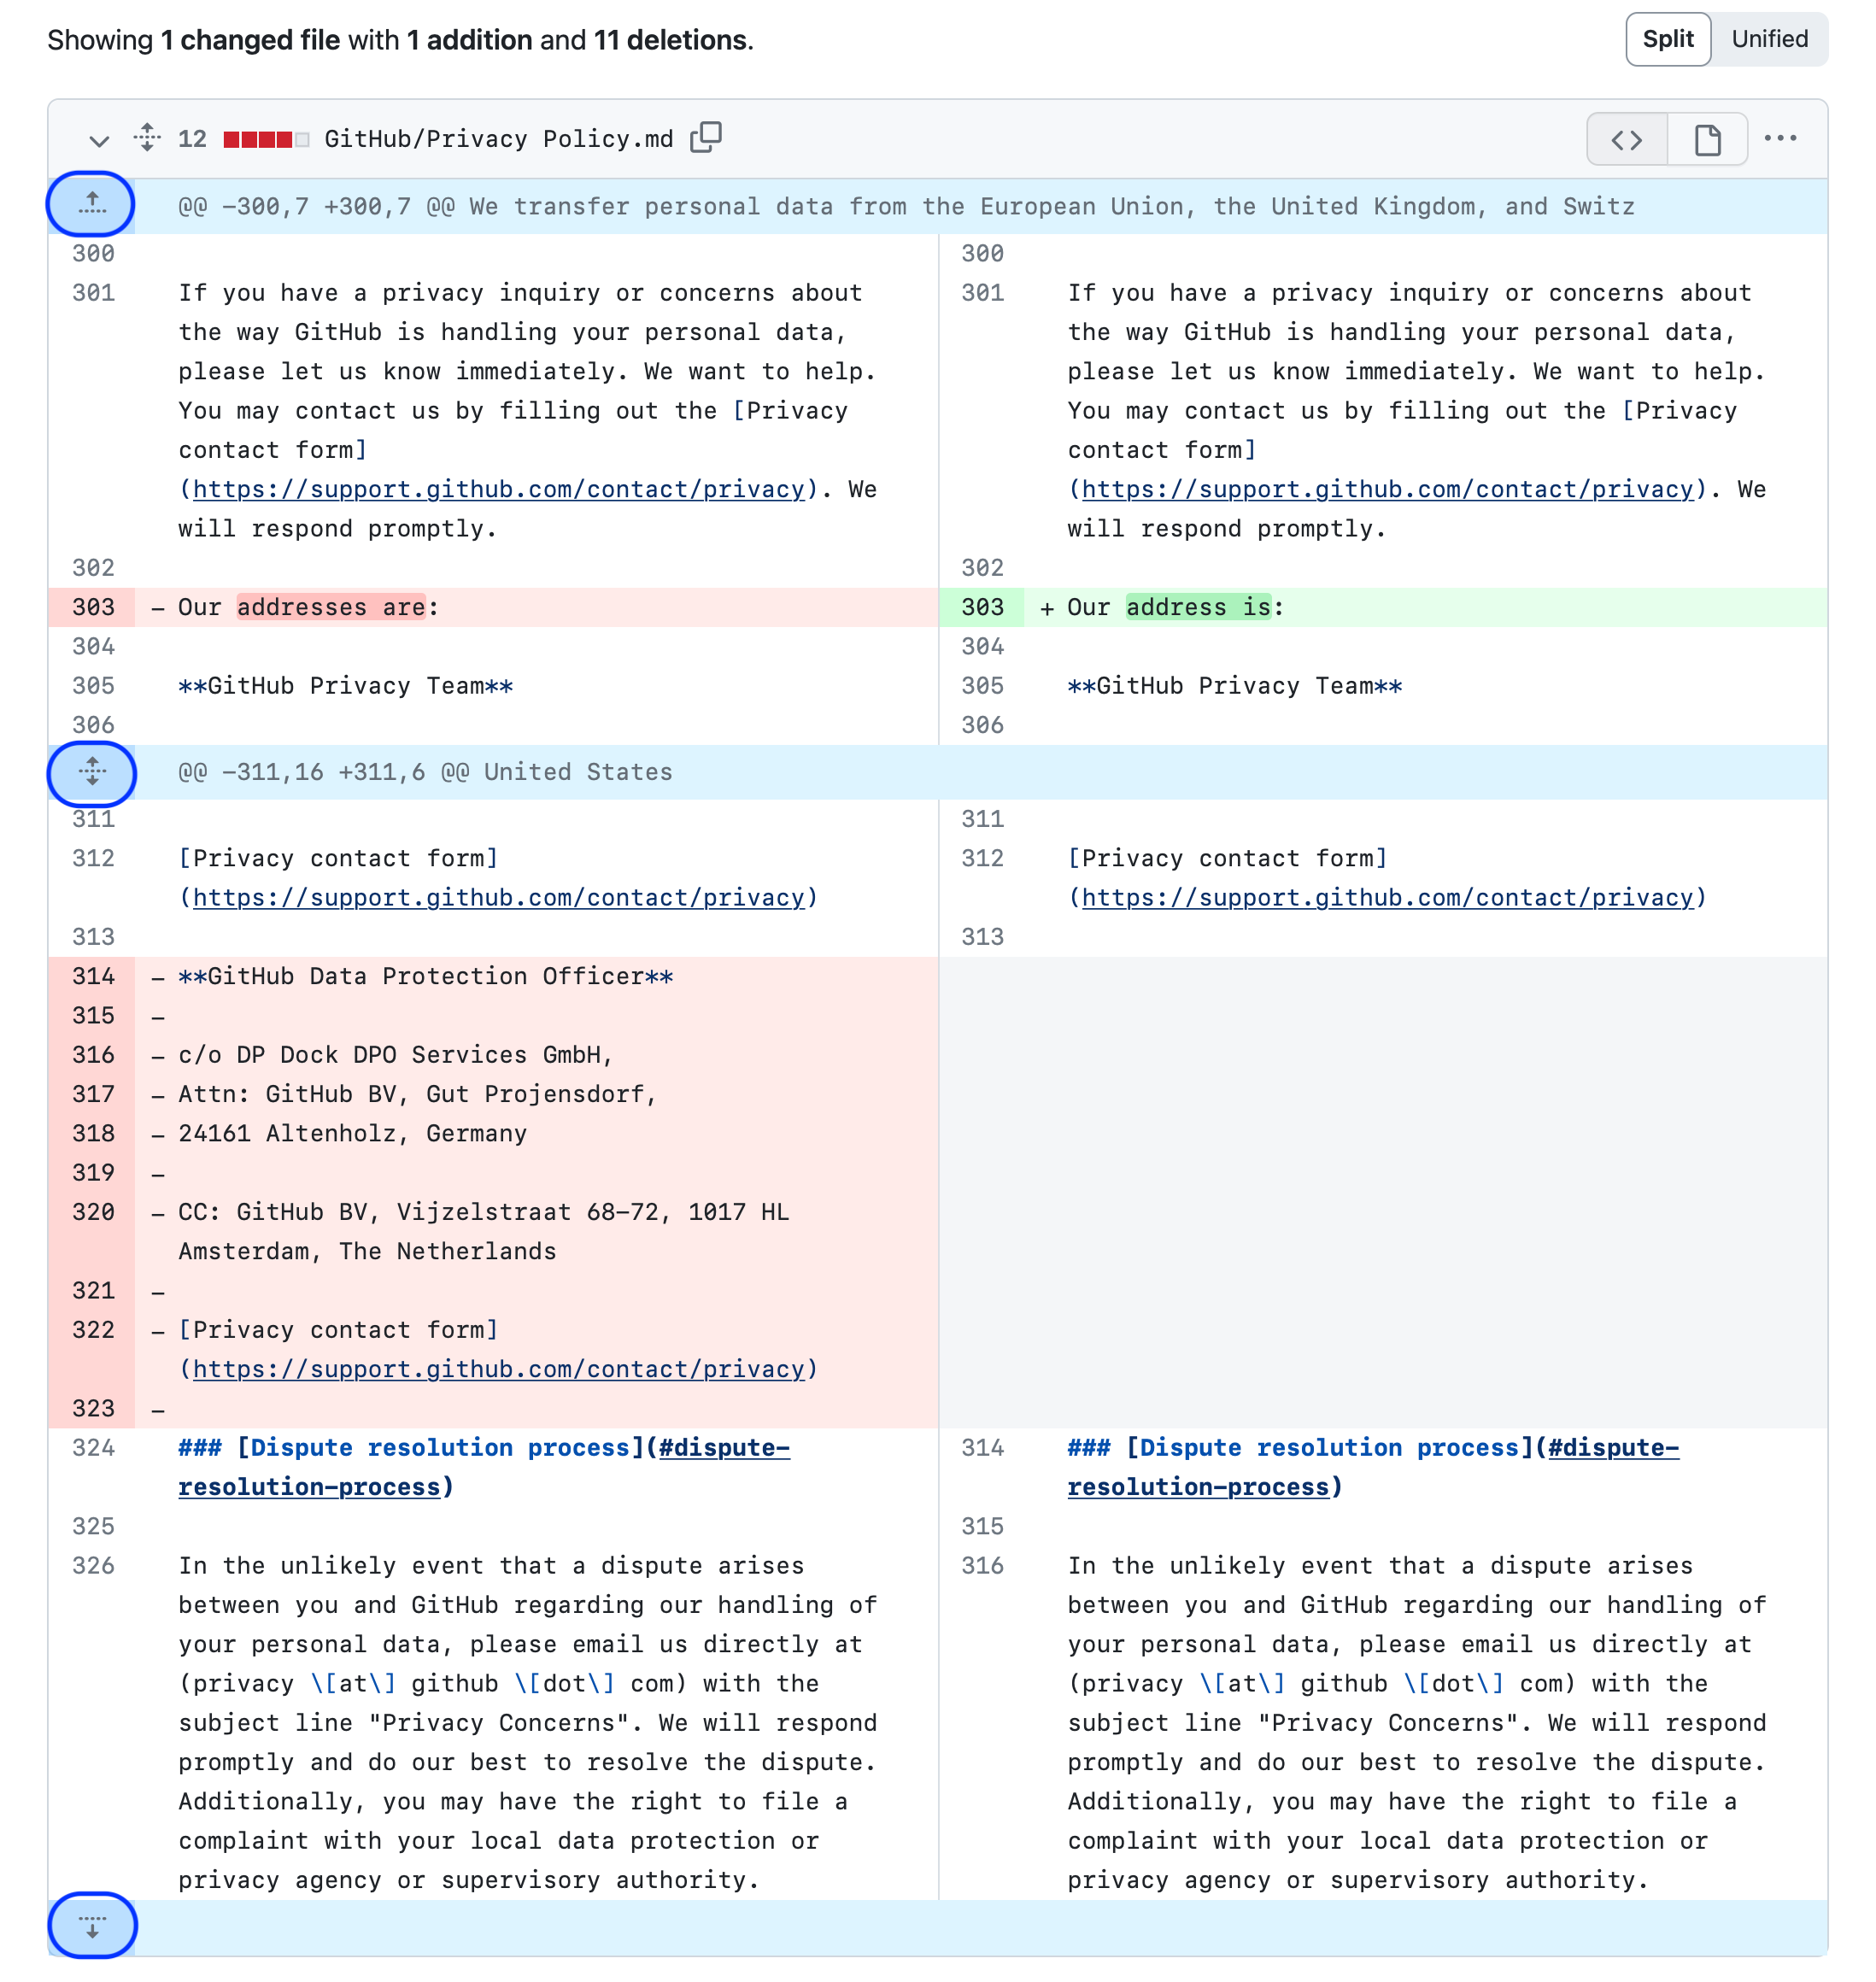 Showing 1 changed file with 1 addition and 11 deletions.
Split Unified
12 GitHub/Privacy Policy.md
@@ -300,7 +300,7 @@ We transfer personal data from the European Union, the United Kingdom, and Switz
300
301 If you have a privacy inquiry or concerns about
the way GitHub is handling your personal data,
please let us know immediately. We want to help.
You may contact us by filling out the [Privacy
contact form]
(https://support.github.com/contact/privacy). We
will respond promptly.
302
303 - Our addresses are:
304
305 **GitHub Privacy Team**
306
300
301 If you have a privacy inquiry or concerns about
the way GitHub is handling your personal data,
please let us know immediately. We want to help.
You may contact us by filling out the [Privacy
contact form]
(https://support.github.com/contact/privacy). We
will respond promptly.
302
303 + Our address is:
304
305 **GitHub Privacy Team**
306
@@ -311,16 +311,6 @@ United States
311
312 [Privacy contact form]
(https://support.github.com/contact/privacy)
313
314 - **GitHub Data Protection Officer**
315 -
316 - c/o DP Dock DPO Services GmbH,
317 - Attn: GitHub BV, Gut Projensdorf,
318 - 24161 Altenholz, Germany
319 -
320 - CC: GitHub BV, Vijzelstraat 68-72, 1017 HL
Amsterdam, The Netherlands
321 -
322 - [Privacy contact form]
(https://support.github.com/contact/privacy)
323 -
324 ### [Dispute resolution process](#dispute-
resolution-process)
325
326 In the unlikely event that a dispute arises
between you and GitHub regarding our handling of
your personal data, please email us directly at
(privacy \[at\] github \[dot\] com) with the
subject line "Privacy Concerns". We will respond
promptly and do our best to resolve the dispute.
Additionally, you may have the right to file a
complaint with your local data protection or
privacy agency or supervisory authority.
311
312 [Privacy contact form]
(https://support.github.com/contact/privacy)
313
314 ### [Dispute resolution process](#dispute-
resolution-process)
315
316 In the unlikely event that a dispute arises
between you and GitHub regarding our handling of
your personal data, please email us directly at
(privacy \[at\] github \[dot\] com) with the
subject line "Privacy Concerns". We will respond
promptly and do our best to resolve the dispute.
Additionally, you may have the right to file a
complaint with your local data protection or
privacy agency or supervisory authority.